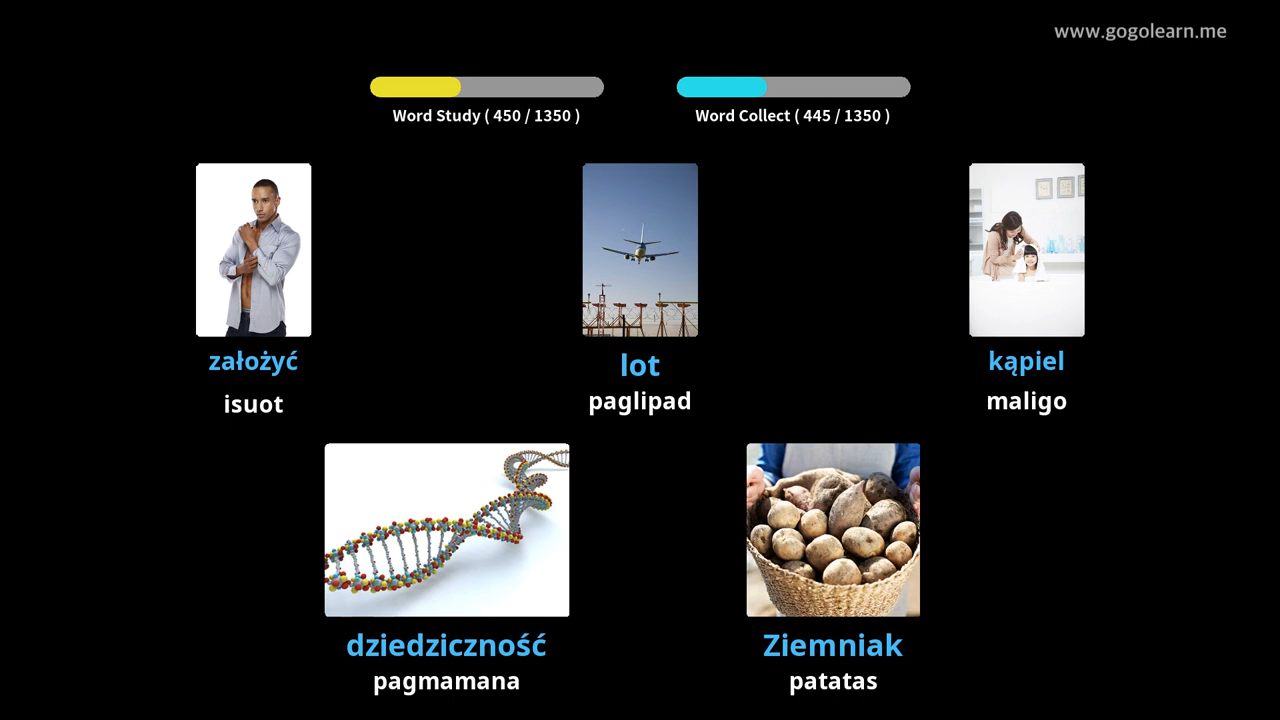 www.gogolearn.me
Word Study ( 450 / 1350 )
Word Collect ( 445 / 1350 )
założyć
isuot
lot
paglipad
kąpiel
maligo
dziedziczność
pagmamana
Ziemniak
patatas